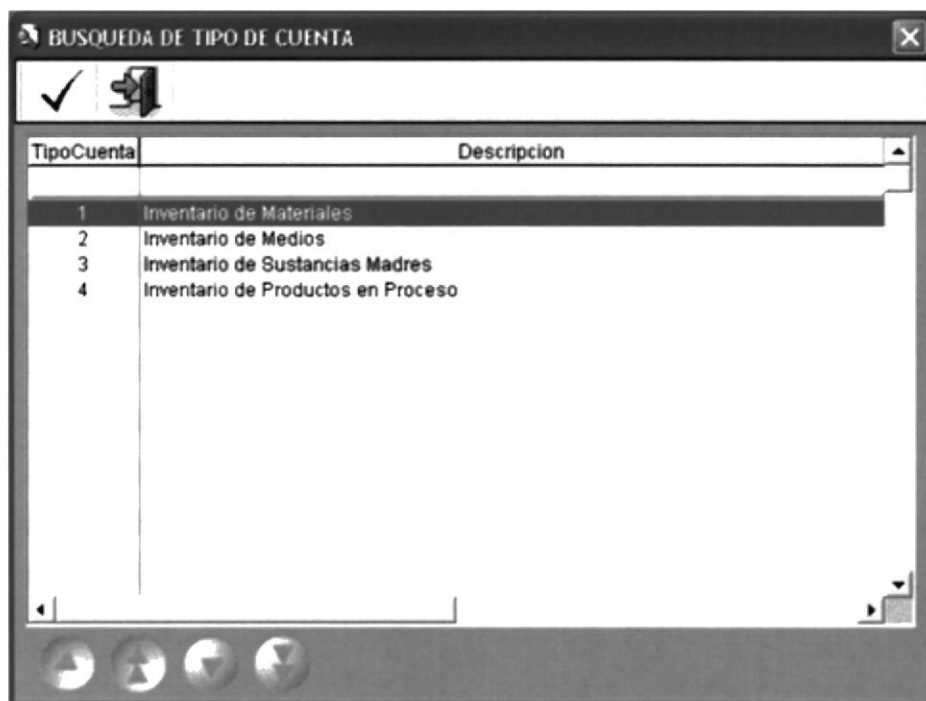 BUSQUEDA DE TIPO DE CUENTA
TipoCuenta Descripcion
1 Inventario de Materiales
2 Inventario de Medios
3 Inventario de Sustancias Madres
4 Inventario de Productos en Proceso